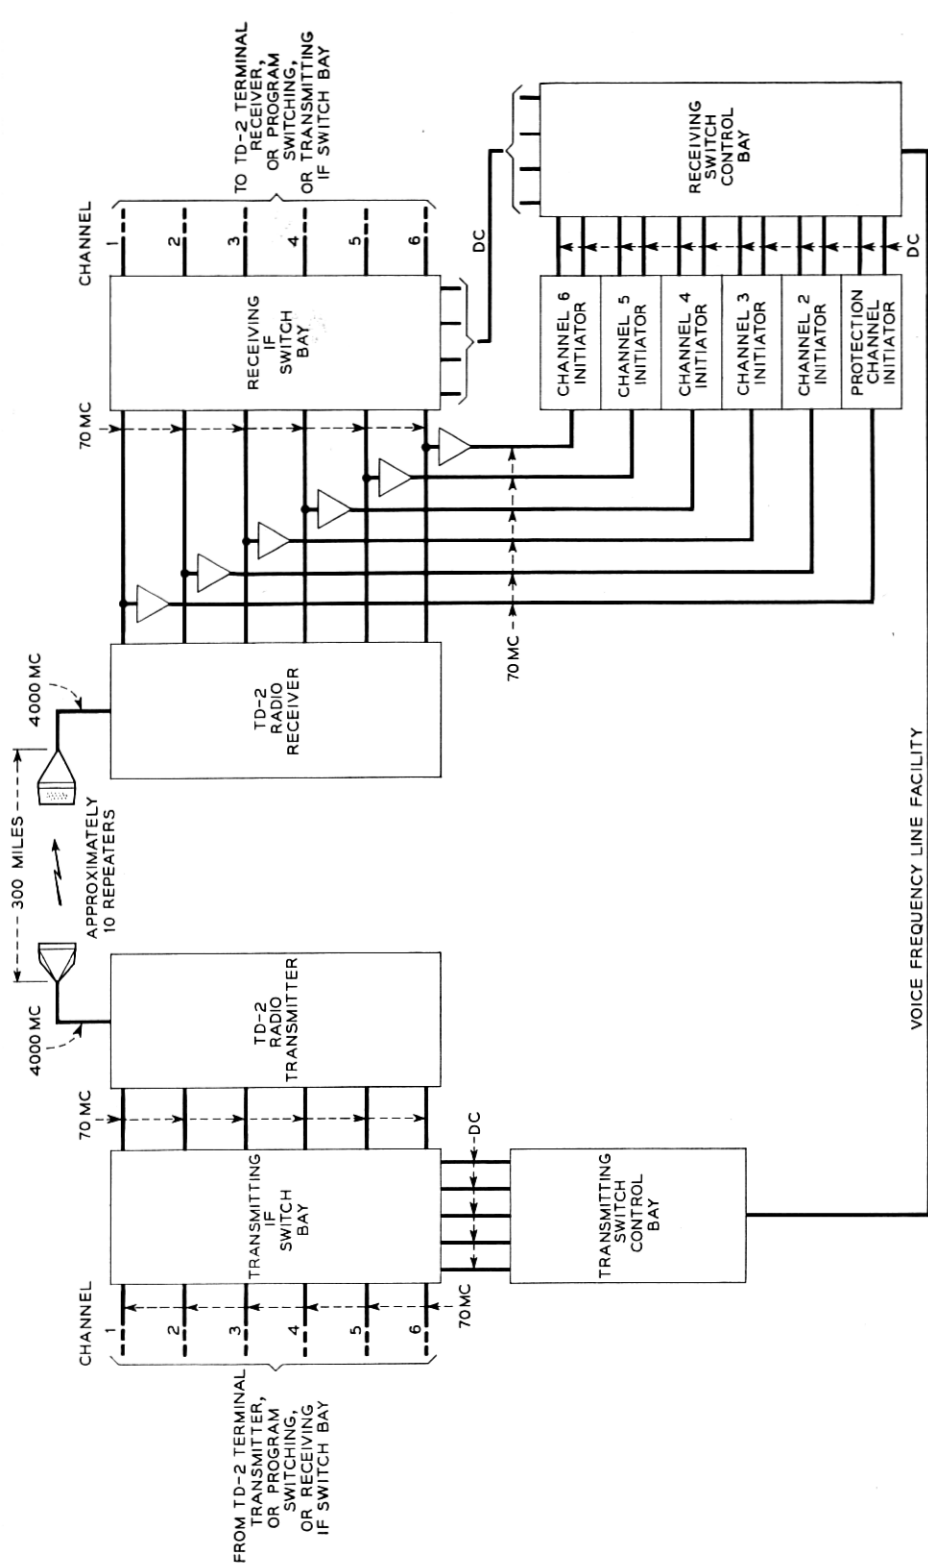 FROM TD-2 TERMINAL
TRANSMITTER,
OR PROGRAM
SWITCHING,
OR RECEIVING
IF SWITCH BAY
CHANNEL
1
2
3
4
5
6
70 MC
TRANSMITTING
IF
SWITCH
BAY
70 MC
DC
TRANSMITTING
SWITCH
CONTROL
BAY
TD-2
RADIO
TRANSMITTER
4000 MC
300 MILES
APPROXIMATELY
10 REPEATERS
4000 MC
TD-2
RADIO
RECEIVER
70 MC
70 MC
RECEIVING
IF
SWITCH
BAY
CHANNEL
1
2
3
4
5
6
TO TD-2 TERMINAL
RECEIVER,
OR PROGRAM
SWITCHING,
OR TRANSMITTING
IF SWITCH BAY
DC
CHANNEL 6
INITIATOR
CHANNEL 5
INITIATOR
CHANNEL 4
INITIATOR
CHANNEL 3
INITIATOR
CHANNEL 2
INITIATOR
PROTECTION
CHANNEL
INITIATOR
DC
RECEIVING
SWITCH
CONTROL
BAY
VOICE FREQUENCY LINE FACILITY